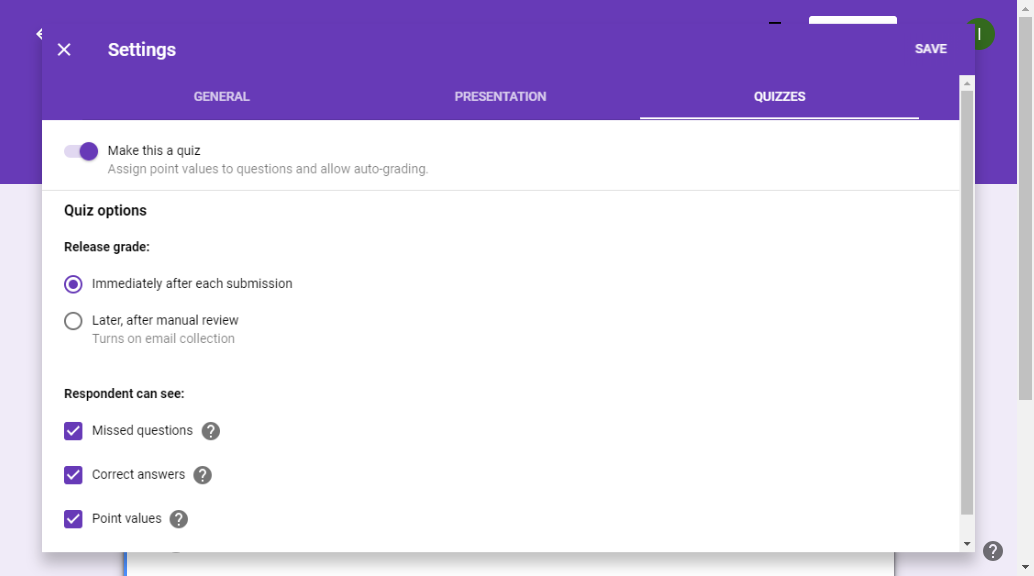 Settings
SAVE
GENERAL
PRESENTATION
QUIZZES
Make this a quiz
Assign point values to questions and allow auto-grading.
Quiz options
Release grade:
Immediately after each submission
Later, after manual review
Turns on email collection
Respondent can see:
Missed questions ?
Correct answers ?
Point values ?
?